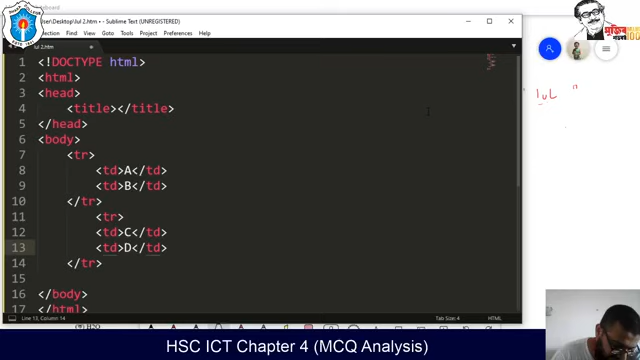 User\Desktop\lul 2.htm • - Sublime Text (UNREGISTERED)
Selection Find View Goto Tools Project Preferences Help
lul 2.htm
1 <!DOCTYPE html>
2 <html>
3 <head>
4 <title></title>
5 </head>
6 <body>
7 <tr>
8 <td>A</td>
9 <td>B</td>
10 </tr>
11 <tr>
12 <td>C</td>
13 <td>D</td>
14 </tr>
15
16 </body>
17 </html>
Line 13, Column 14
Tab Size: 4
HTML
" lul "
মুজিব
100
HSC ICT Chapter 4 (MCQ Analysis)